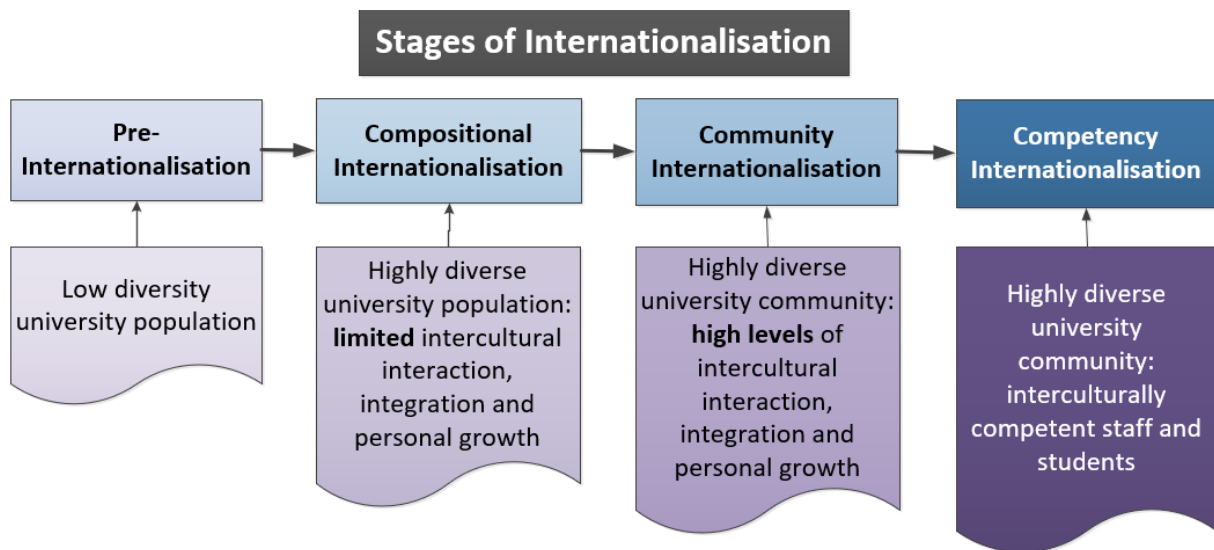 Stages of Internationalisation
Pre-
Internationalisation
Compositional
Internationalisation
Community
Internationalisation
Competency
Internationalisation
Low diversity
university population
Highly diverse
university population:
limited intercultural
interaction,
integration and
personal growth
Highly diverse
university community:
high levels of
intercultural
interaction,
integration and
personal growth
Highly diverse
university
community:
interculturally
competent staff and
students